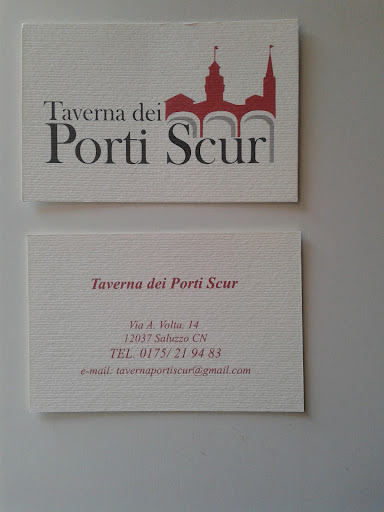 Taverna dei
Porti Scur
Taverna dei Porti Scur
Via A. Volta, 14
12037 Saluzzo CN
TEL. 0175/ 21 94 83
e-mail: tavernaportiscur@gmail.com